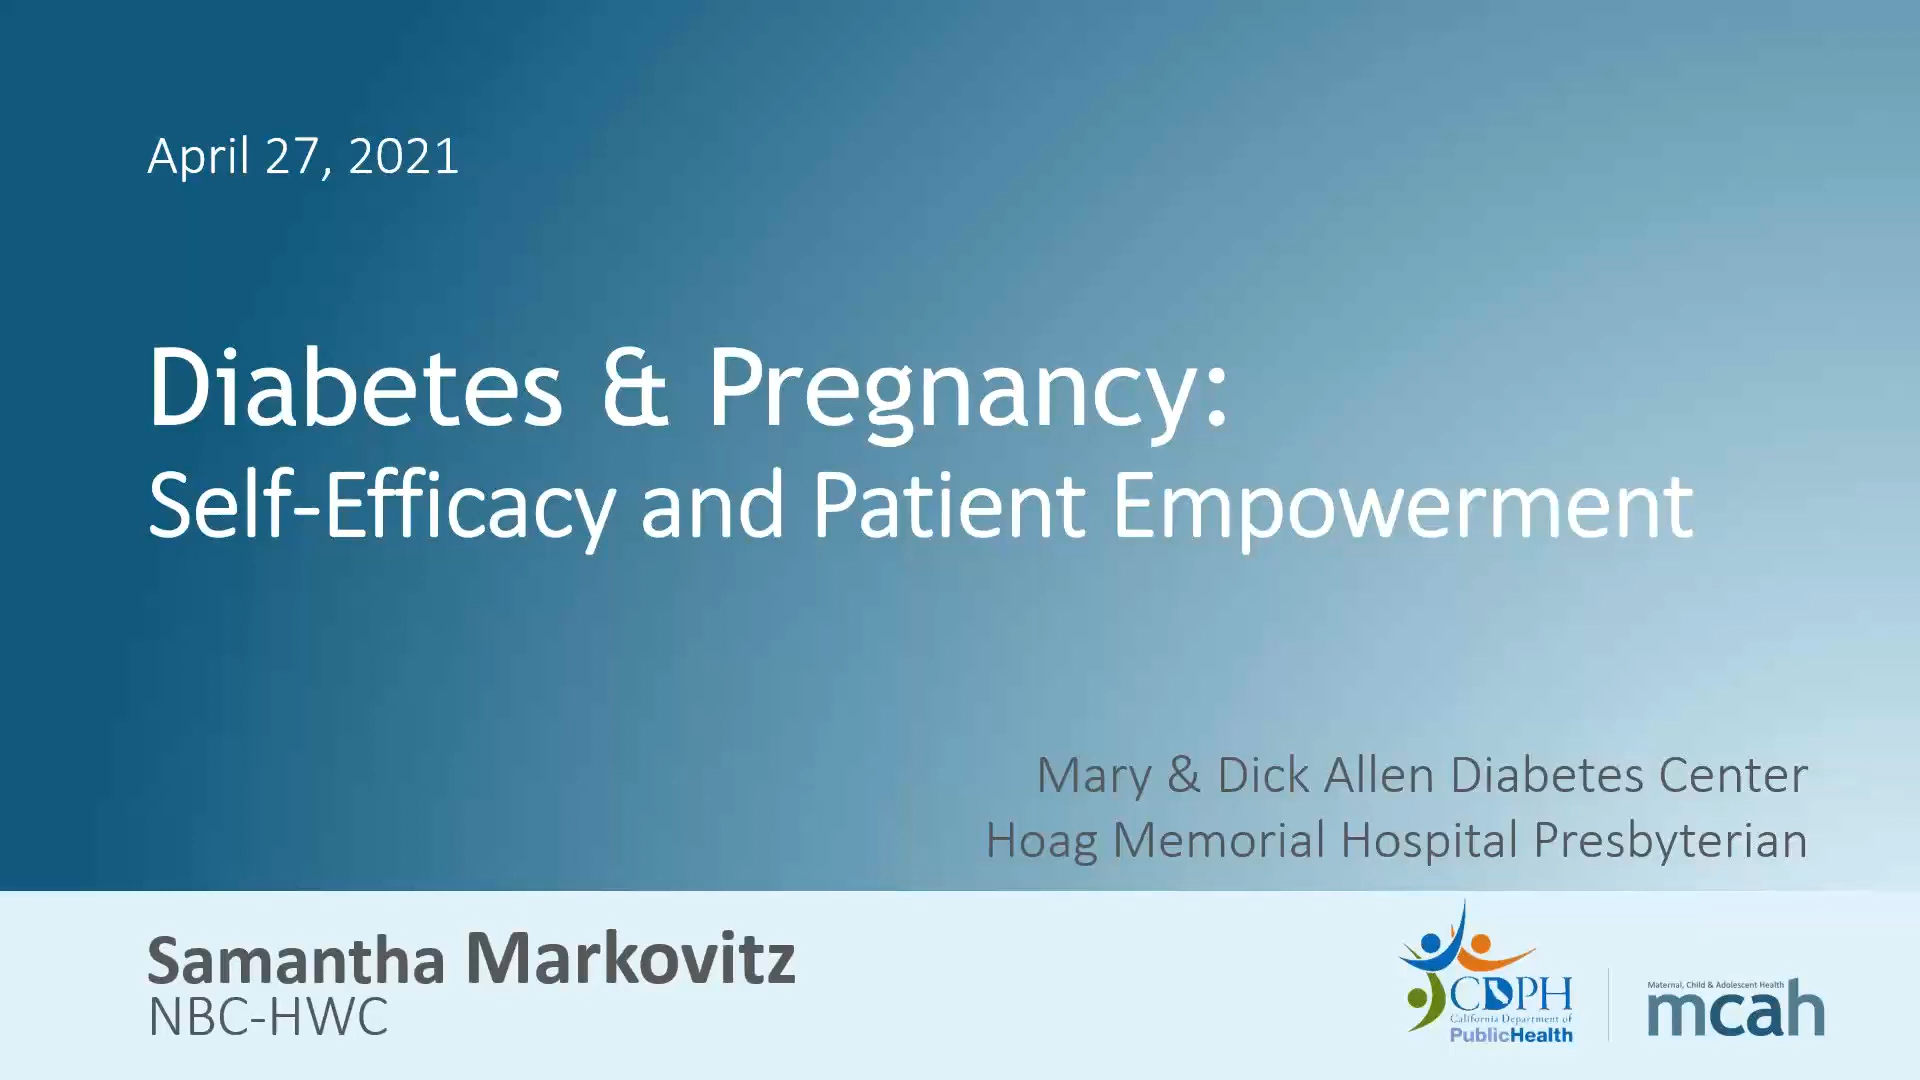 April 27, 2021
Diabetes & Pregnancy:
Self-Efficacy and Patient Empowerment
Mary & Dick Allen Diabetes Center
Hoag Memorial Hospital Presbyterian
Samantha Markovitz
NBC-HWC
CDPH
California Department of
PublicHealth
Maternal, Child & Adolescent Health
mcah